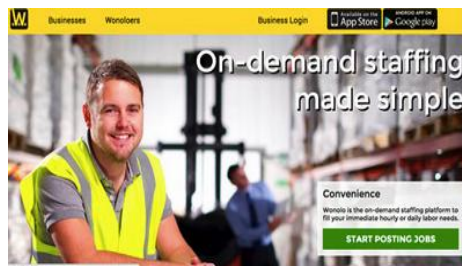 W
Businesses
Wonoloers
Business Login
Available on the
App Store
ANDROID APP ON
Google play
On-demand staffing
made simple
Convenience
Wonolo is the on-demand staffing platform to
fill your immediate hourly or daily labor needs.
START POSTING JOBS